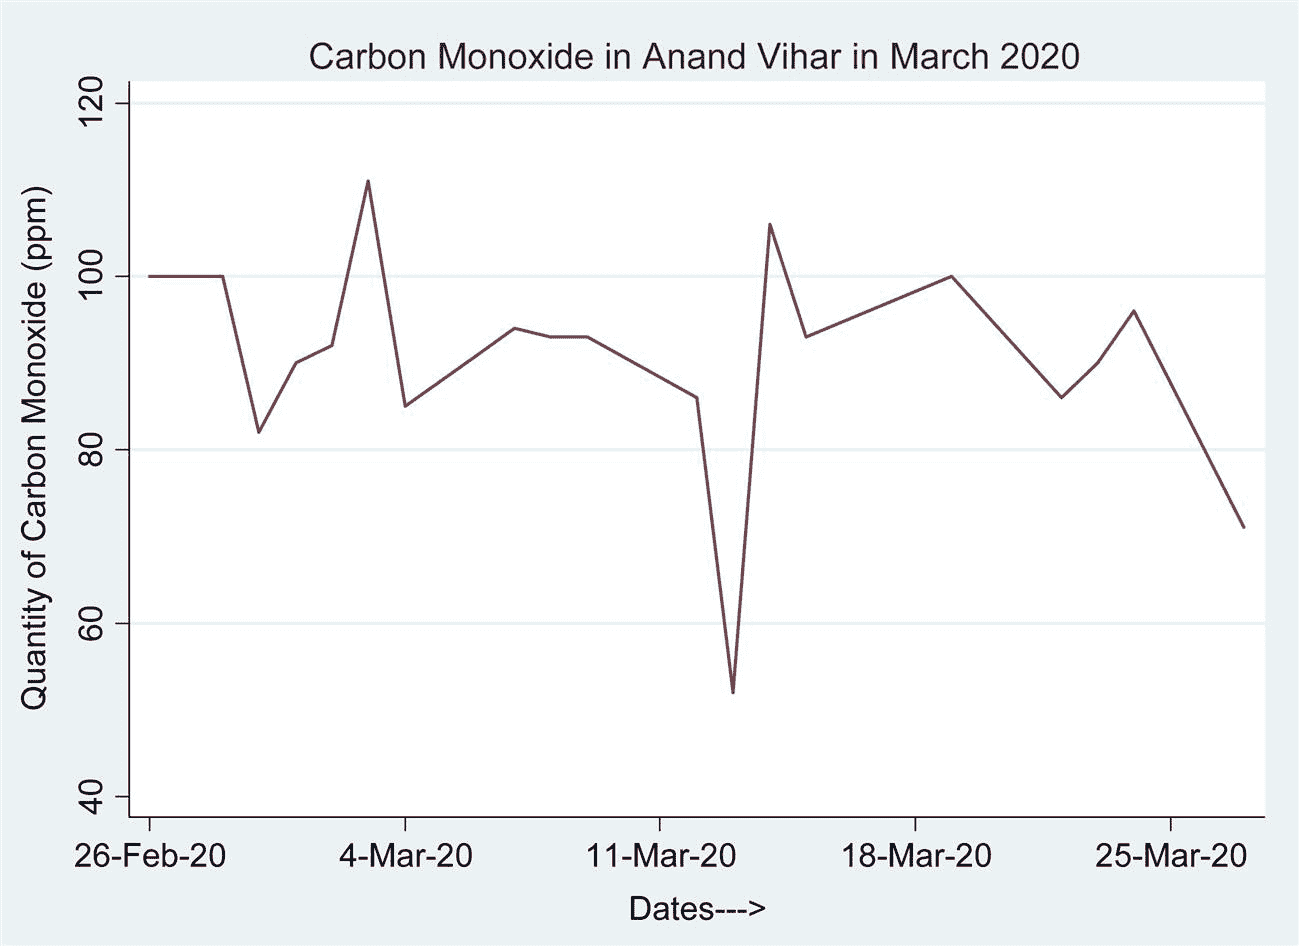 Carbon Monoxide in Anand Vihar in March 2020
Quantity of Carbon Monoxide (ppm)
120
100
80
60
40
26-Feb-20 4-Mar-20 11-Mar-20 18-Mar-20 25-Mar-20
Dates--->